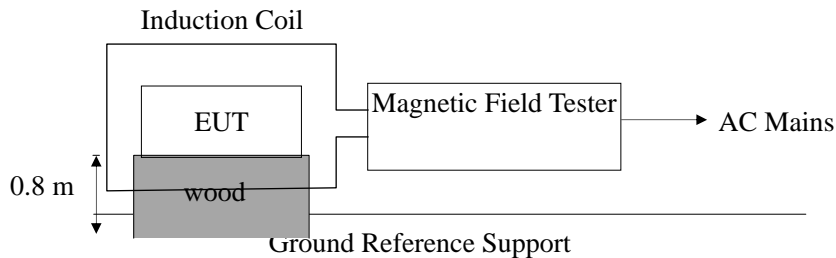 Induction Coil
EUT
Magnetic Field Tester
AC Mains
0.8 m
wood
Ground Reference Support